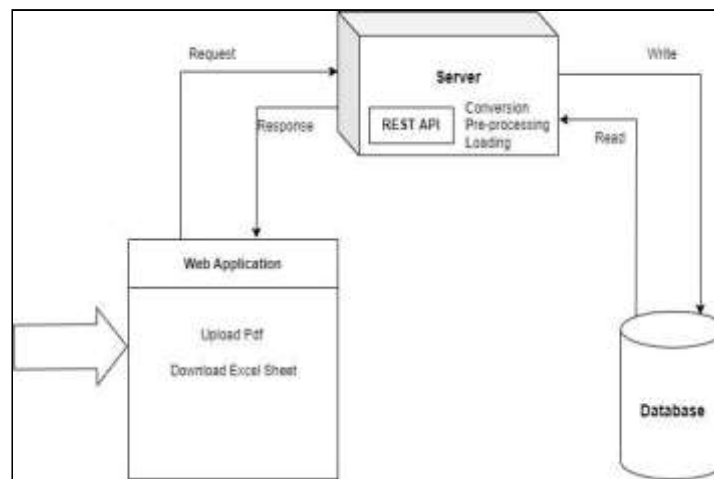 Request
Write
Server
Conversion
REST API
Pre-processing
Loading
Response
Read
Web Application
Upload Pdf
Download Excel Sheet
Database